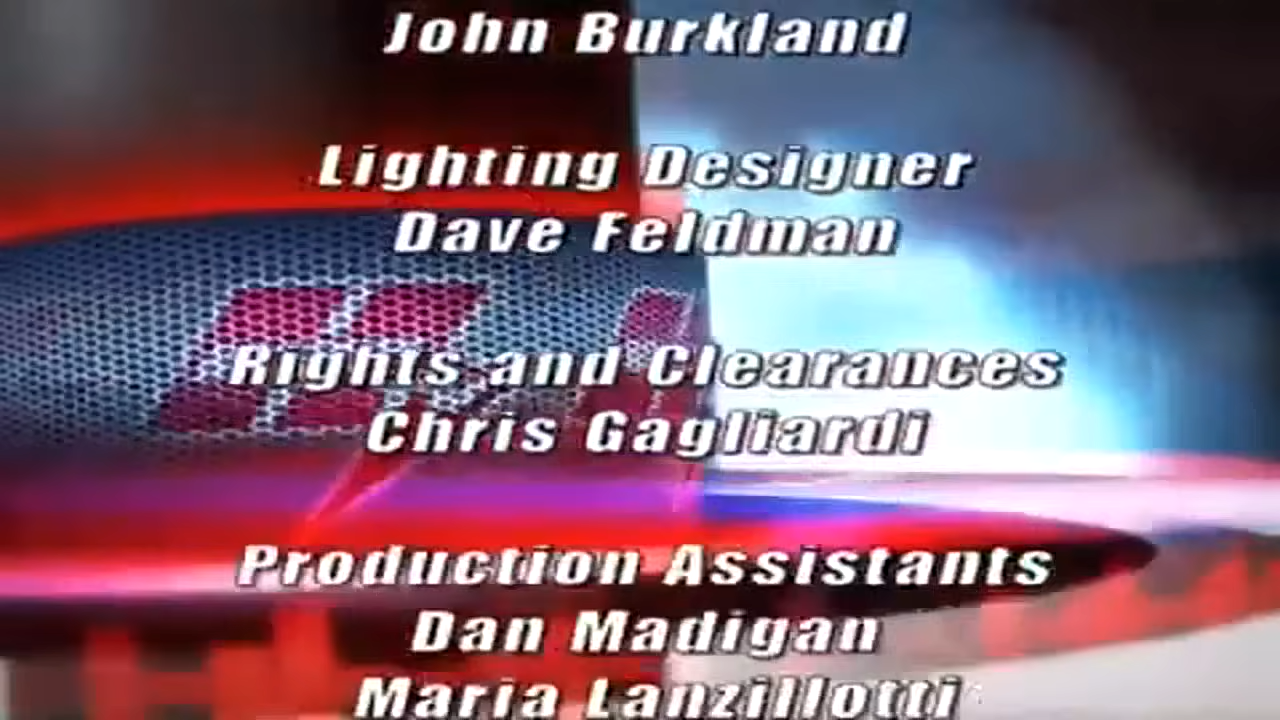 John Burkland
Lighting Designer
Dave Feldman
Rights and Clearances
Chris Gagliardi
Production Assistants
Dan Madigan
Maria Lanzillotti